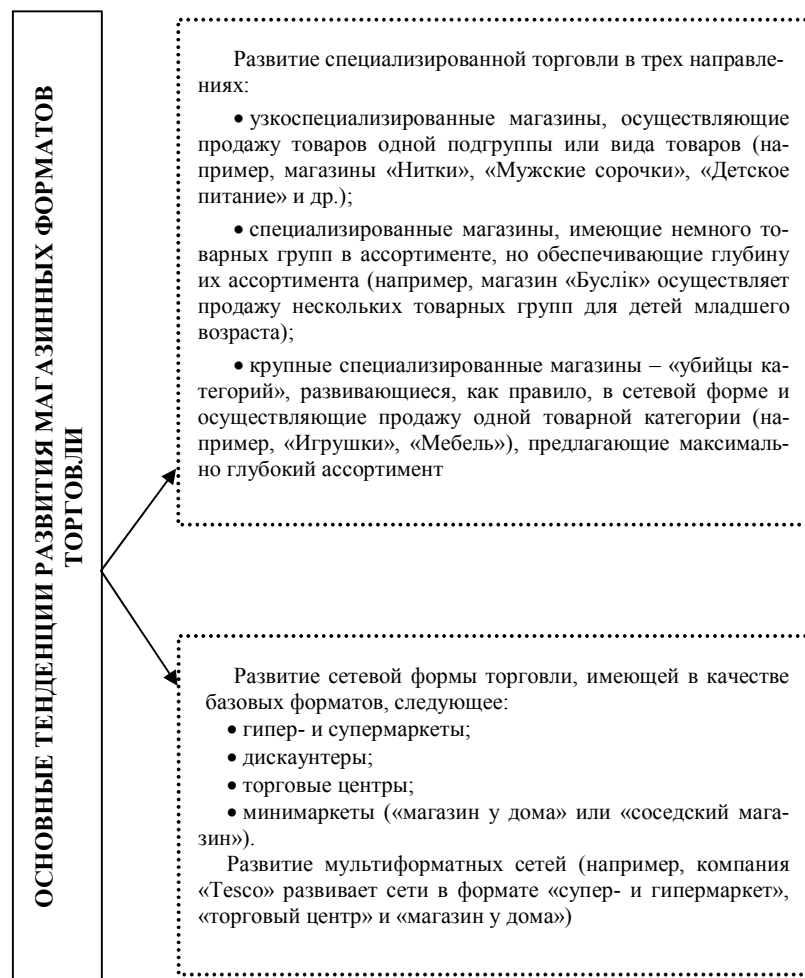 ОСНОВНЫЕ ТЕНДЕНЦИИ РАЗВИТИЯ МАГАЗИННЫХ ФОРМАТОВ
ТОРГОВЛИ
Развитие специализированной торговли в трех направле-
ниях:
• узкоспециализированные магазины, осуществляющие
продажу товаров одной подгруппы или вида товаров (на-
пример, магазины «Нитки», «Мужские сорочки», «Детское
питание» и др.);
• специализированные магазины, имеющие немного то-
варных групп в ассортименте, но обеспечивающие глубину
их ассортимента (например, магазин «Буслік» осуществляет
продажу нескольких товарных групп для детей младшего
возраста);
• крупные специализированные магазины – «убийцы ка-
тегорий», развивающиеся, как правило, в сетевой форме и
осуществляющие продажу одной товарной категории (на-
пример, «Игрушки», «Мебель»), предлагающие максималь-
но глубокий ассортимент
Развитие сетевой формы торговли, имеющей в качестве
базовых форматов, следующее:
• гипер- и супермаркеты;
• дискаунтеры;
• торговые центры;
• минимаркеты («магазин у дома» или «соседский мага-
зин»).
Развитие мультиформатных сетей (например, компания
«Tesco» развивает сети в формате «супер- и гипермаркет»,
«торговый центр» и «магазин у дома»)